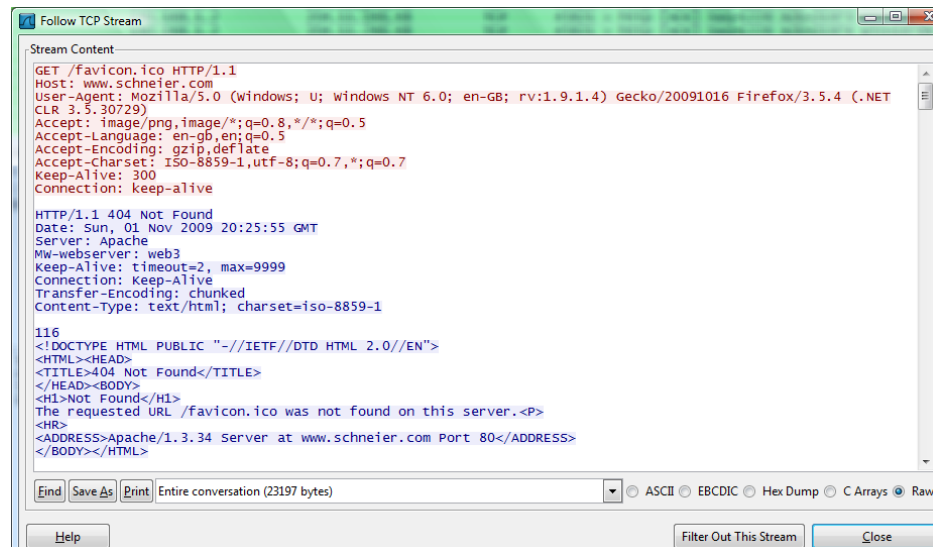 Follow TCP Stream
Stream Content
GET /favicon.ico HTTP/1.1
Host: www.schneier.com
User-Agent: Mozilla/5.0 (Windows; U; Windows NT 6.0; en-GB; rv:1.9.1.4) Gecko/20091016 Firefox/3.5.4 (.NET
CLR 3.5.30729)
Accept: image/png,image/*;q=0.8,*/*;q=0.5
Accept-Language: en-gb,en;q=0.5
Accept-Encoding: gzip,deflate
Accept-Charset: ISO-8859-1,utf-8;q=0.7,*;q=0.7
Keep-Alive: 300
Connection: keep-alive
HTTP/1.1 404 Not Found
Date: Sun, 01 Nov 2009 20:25:55 GMT
Server: Apache
MW-webserver: web3
Keep-Alive: timeout=2, max=9999
Connection: Keep-Alive
Transfer-Encoding: chunked
Content-Type: text/html; charset=iso-8859-1
116
<!DOCTYPE HTML PUBLIC "-//IETF//DTD HTML 2.0//EN">
<HTML><HEAD>
<TITLE>404 Not Found</TITLE>
</HEAD><BODY>
<H1>Not Found</H1>
The requested URL /favicon.ico was not found on this server.<P>
<HR>
<ADDRESS>Apache/1.3.34 Server at www.schneier.com Port 80</ADDRESS>
</BODY></HTML>
Find Save As Print Entire conversation (23197 bytes) ASCII EBCDIC Hex Dump C Arrays Raw
Help Filter Out This Stream Close